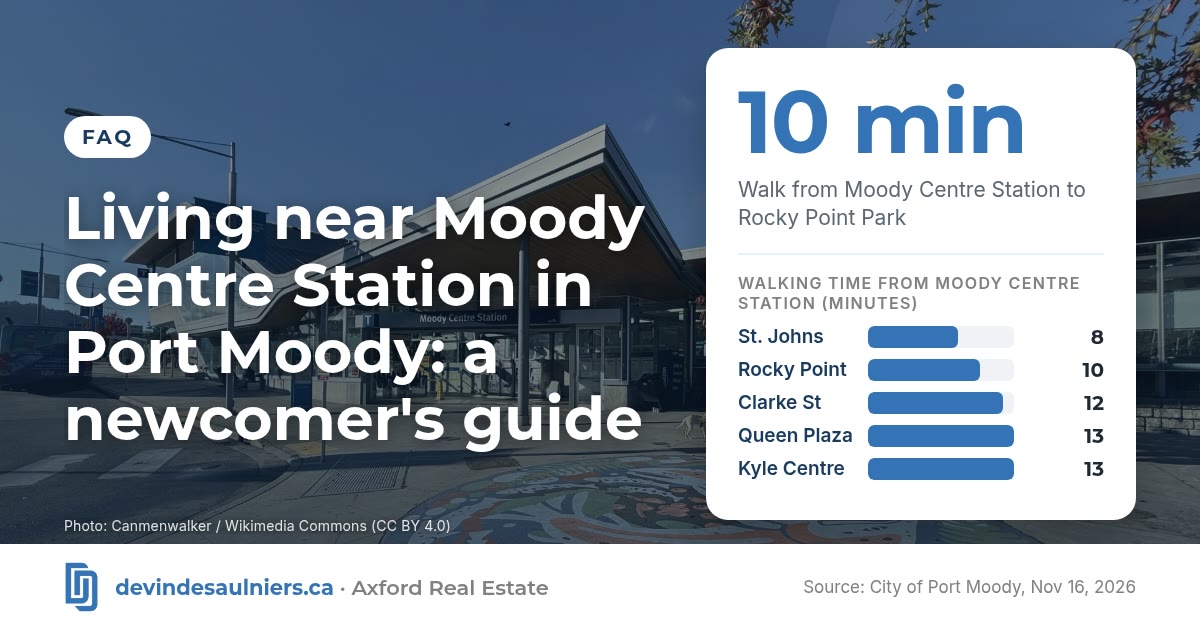 FAQ
Living near Moody
Centre Station in
Port Moody: a
newcomer's guide
Moody Centre Station
T
Photo: Canmenwalker / Wikimedia Commons (CC BY 4.0)
10 min
Walk from Moody Centre Station to
Rocky Point Park
WALKING TIME FROM MOODY CENTRE
STATION (MINUTES)
St. Johns 8
Rocky Point 10
Clarke St 12
Queen Plaza 13
Kyle Centre 13
devindesaulniers.ca · Axford Real Estate
Source: City of Port Moody, Nov 16, 2026